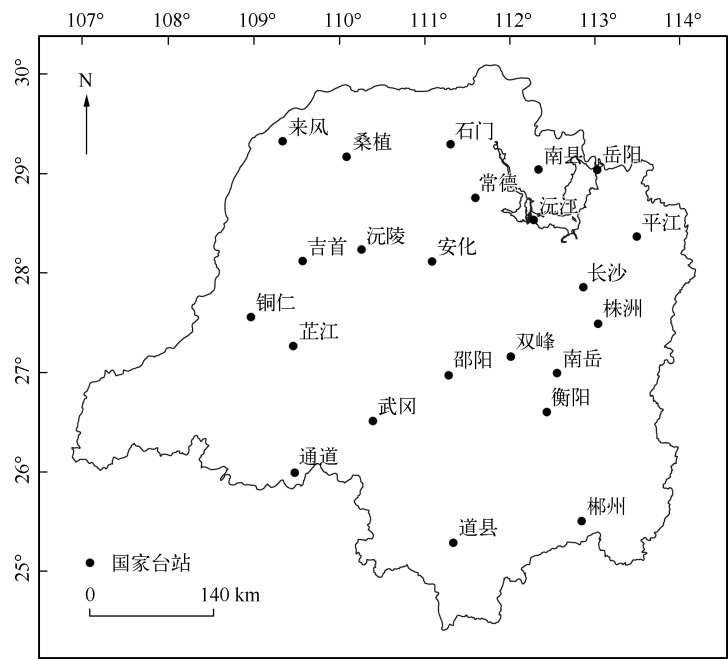 107° 108° 109° 110° 111° 112° 113° 114°
30°
29°
28°
27°
26°
25°
N
来风
桑植
石门
南县
岳阳
常德
沅江
平江
吉首
沅陵
安化
长沙
铜仁
株洲
芷江
双峰
邵阳
南岳
衡阳
武冈
通道
郴州
道县
国家台站
0 140 km